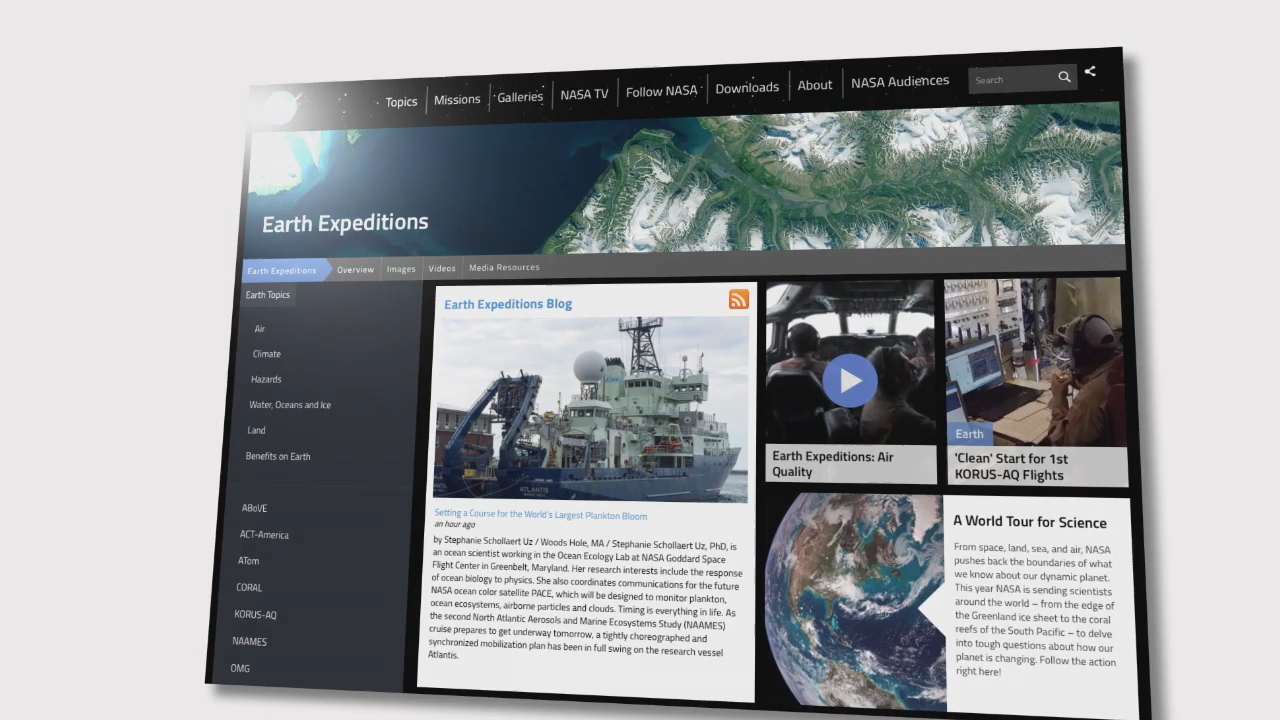 Topics
Missions
Galleries
NASA TV
Follow NASA
Downloads
About
NASA Audiences
Search
Earth Expeditions
Earth Expeditions
Overview
Images
Videos
Media Resources
Earth Topics
Air
Climate
Hazards
Water, Oceans and Ice
Land
Benefits on Earth
ABoVE
ACT-America
ATom
CORAL
KORUS-AQ
NAAMES
OMG
Earth Expeditions Blog
ATLANTIS
Setting a Course for the World's Largest Plankton Bloom
an hour ago
by Stephanie Schollaert Uz / Woods Hole, MA / Stephanie Schollaert Uz, PhD, is
an ocean scientist working in the Ocean Ecology Lab at NASA Goddard Space
Flight Center in Greenbelt, Maryland. Her research interests include the response
of ocean biology to physics. She also coordinates communications for the future
NASA ocean color satellite PACE, which will be designed to monitor plankton,
ocean ecosystems, airborne particles and clouds. Timing is everything in life. As
the second North Atlantic Aerosols and Marine Ecosystems Study (NAAMES)
cruise prepares to get underway tomorrow, a tightly choreographed and
synchronized mobilization plan has been in full swing on the research vessel
Atlantis.
Earth Expeditions: Air
Quality
Earth
'Clean' Start for 1st
KORUS-AQ Flights
A World Tour for Science
From space, land, sea, and air, NASA
pushes back the boundaries of what
we know about our dynamic planet.
This year NASA is sending scientists
around the world – from the edge of
the Greenland ice sheet to the coral
reefs of the South Pacific – to delve
into tough questions about how our
planet is changing. Follow the action
right here!